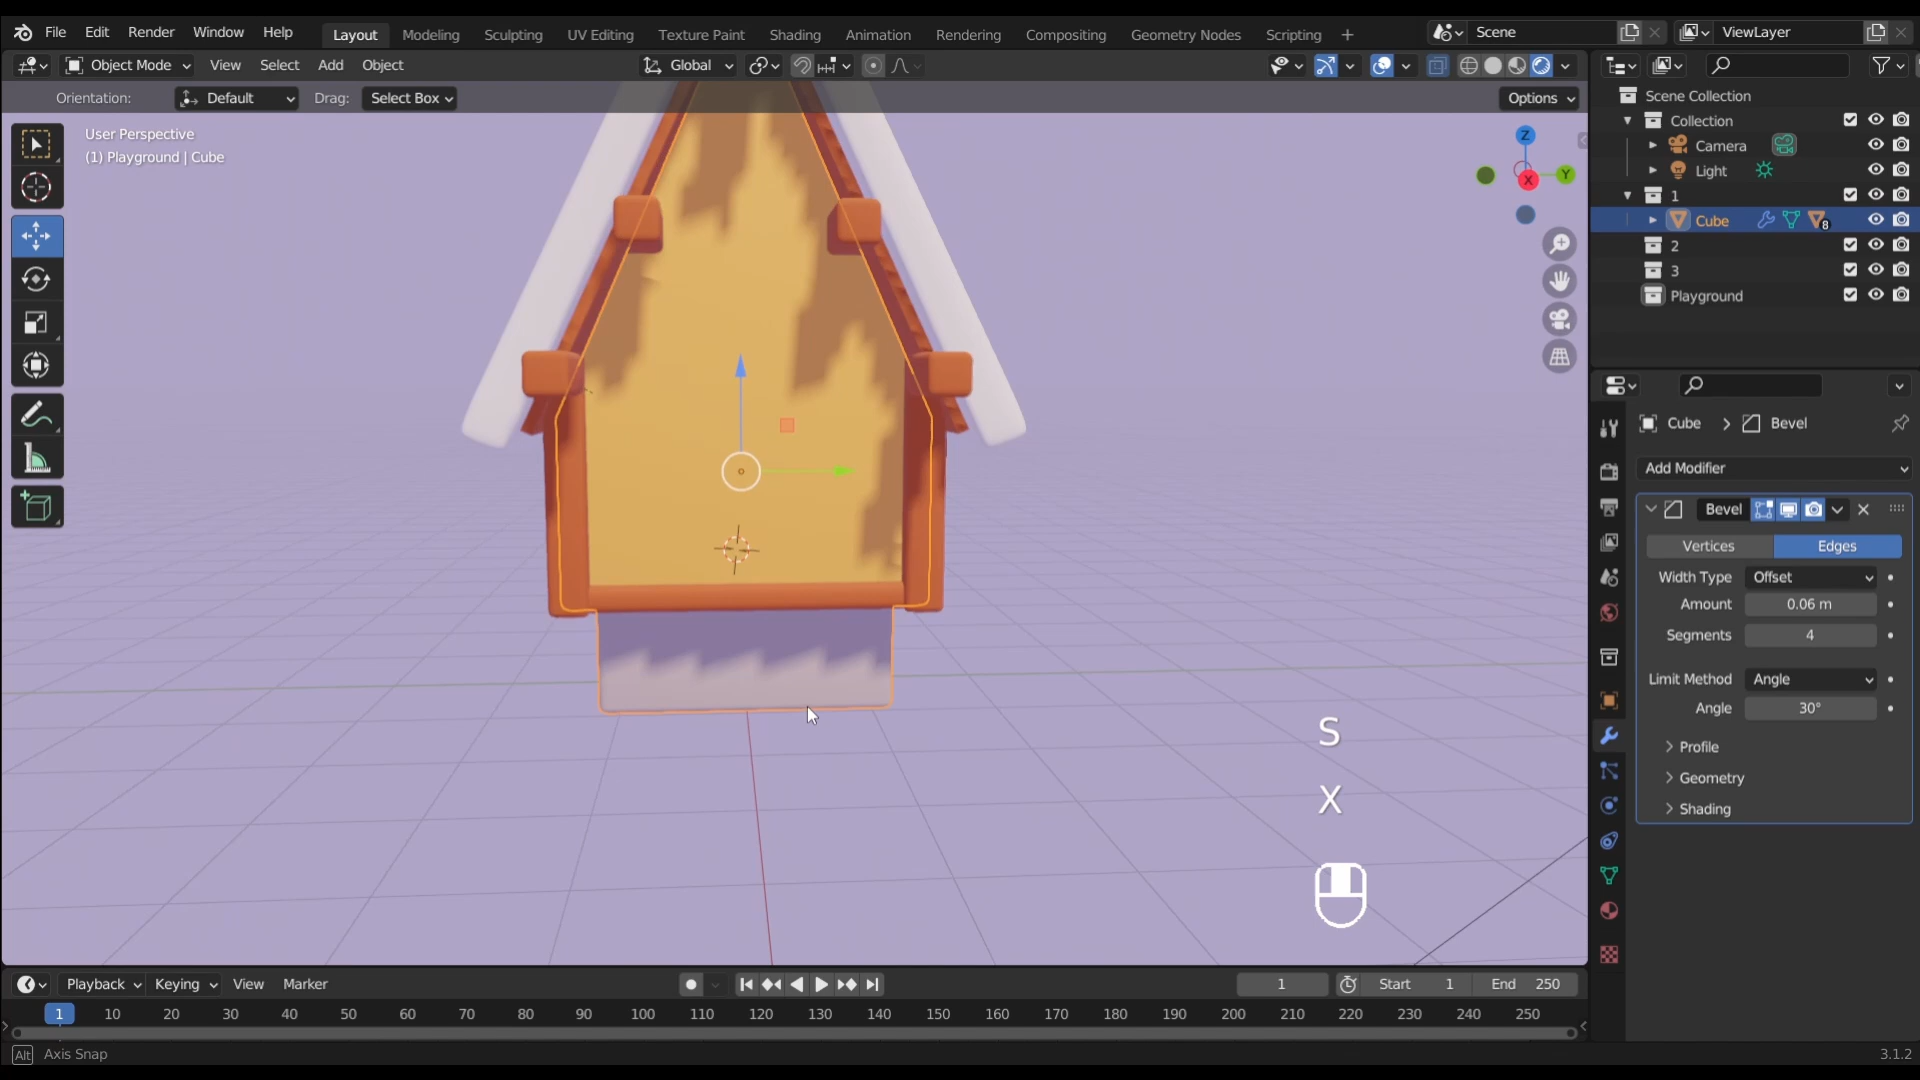 File Edit Render Window Help Layout Modeling Sculpting UV Editing Texture Paint Shading Animation Rendering Compositing Geometry Nodes Scripting + Scene ViewLayer
Object Mode View Select Add Object Global
Orientation: Default Drag: Select Box Options
User Perspective
(1) Playground | Cube
Z
Y
X
Scene Collection
Collection
Camera
Light
1
Cube 8
2
3
Playground
Cube > Bevel
Add Modifier
Bevel
Vertices Edges
Width Type Offset
Amount 0.06 m
Segments 4
Limit Method Angle
Angle 30°
Profile
Geometry
Shading
S
X
Playback Keying View Marker 1 Start 1 End 250
1 10 20 30 40 50 60 70 80 90 100 110 120 130 140 150 160 170 180 190 200 210 220 230 240 250
Alt Axis Snap 3.1.2